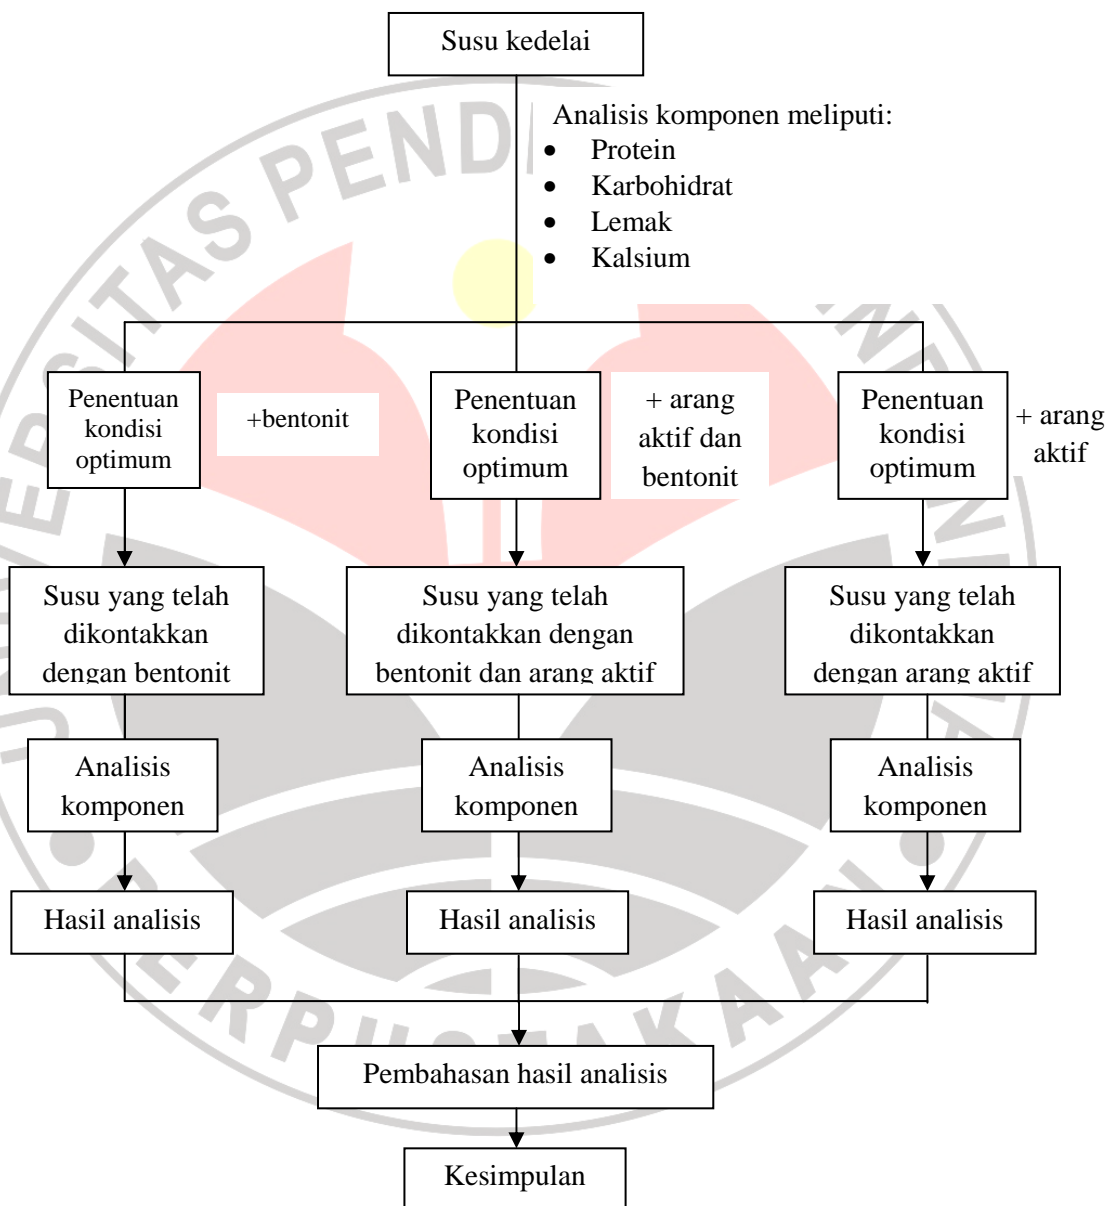 Susu kedelai
Analisis komponen meliputi:
• Protein
• Karbohidrat
• Lemak
• Kalsium
Penentuan
kondisi
optimum
+bentonit
Penentuan
kondisi
optimum
+ arang
aktif dan
bentonit
Penentuan
kondisi
optimum
+ arang
aktif
Susu yang telah
dikontakkan
dengan bentonit
Susu yang telah
dikontakkan dengan
bentonit dan arang aktif
Susu yang telah
dikontakkan
dengan arang aktif
Analisis
komponen
Analisis
komponen
Analisis
komponen
Hasil analisis
Hasil analisis
Hasil analisis
Pembahasan hasil analisis
Kesimpulan
PERPUSTAKAAN